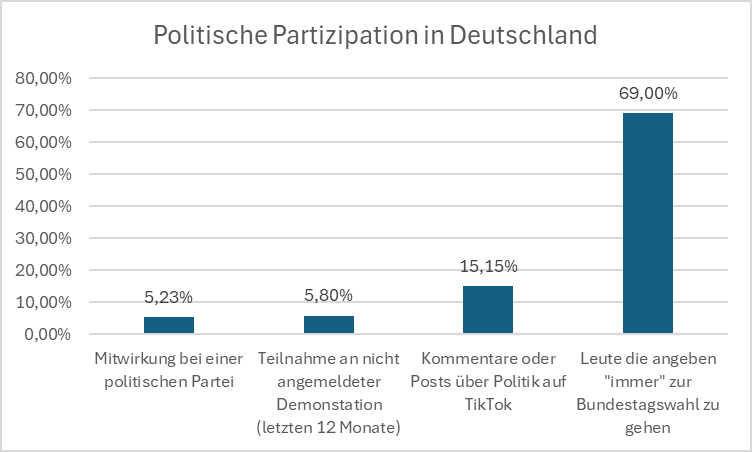 Politische Partizipation in Deutschland
80,00%
70,00%
60,00%
50,00%
40,00%
30,00%
20,00%
10,00%
0,00%
5,23%
5,80%
15,15%
69,00%
Mitwirkung bei einer
politischen Partei
Teilnahme an nicht
angemeldeter
Demonstation
(letzten 12 Monate)
Kommentare oder
Posts über Politik auf
TikTok
Leute die angeben
"immer" zur
Bundestagswahl zu
gehen